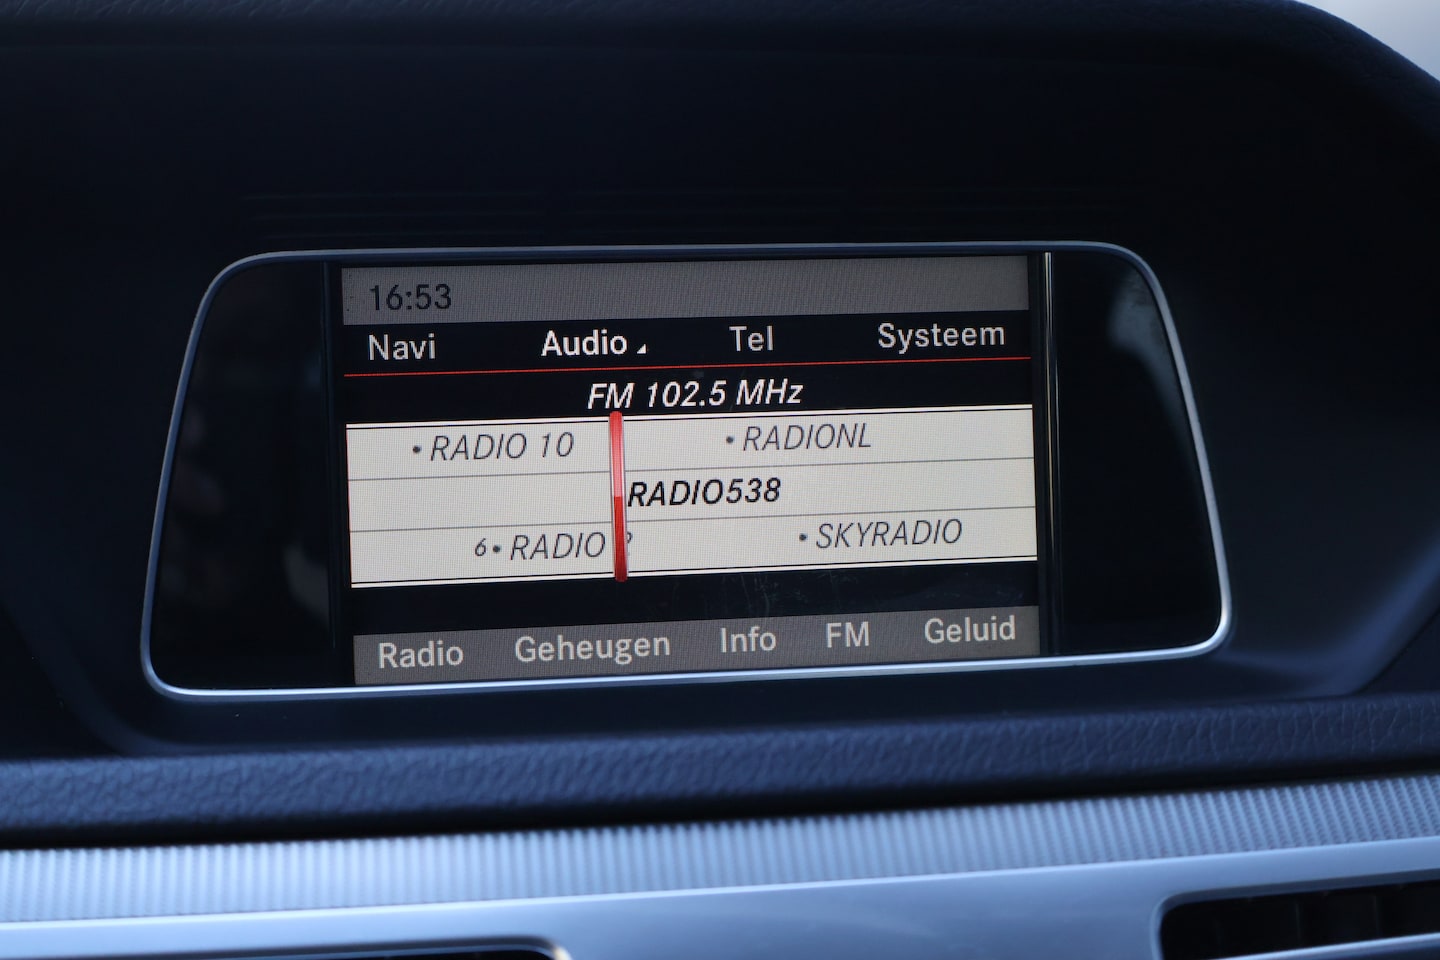 16:53
Navi Audio Tel Systeem
FM 102.5 MHz
• RADIO 10 • RADIONL
RADIO538
6• RADIO • SKYRADIO
Radio Geheugen Info FM Geluid